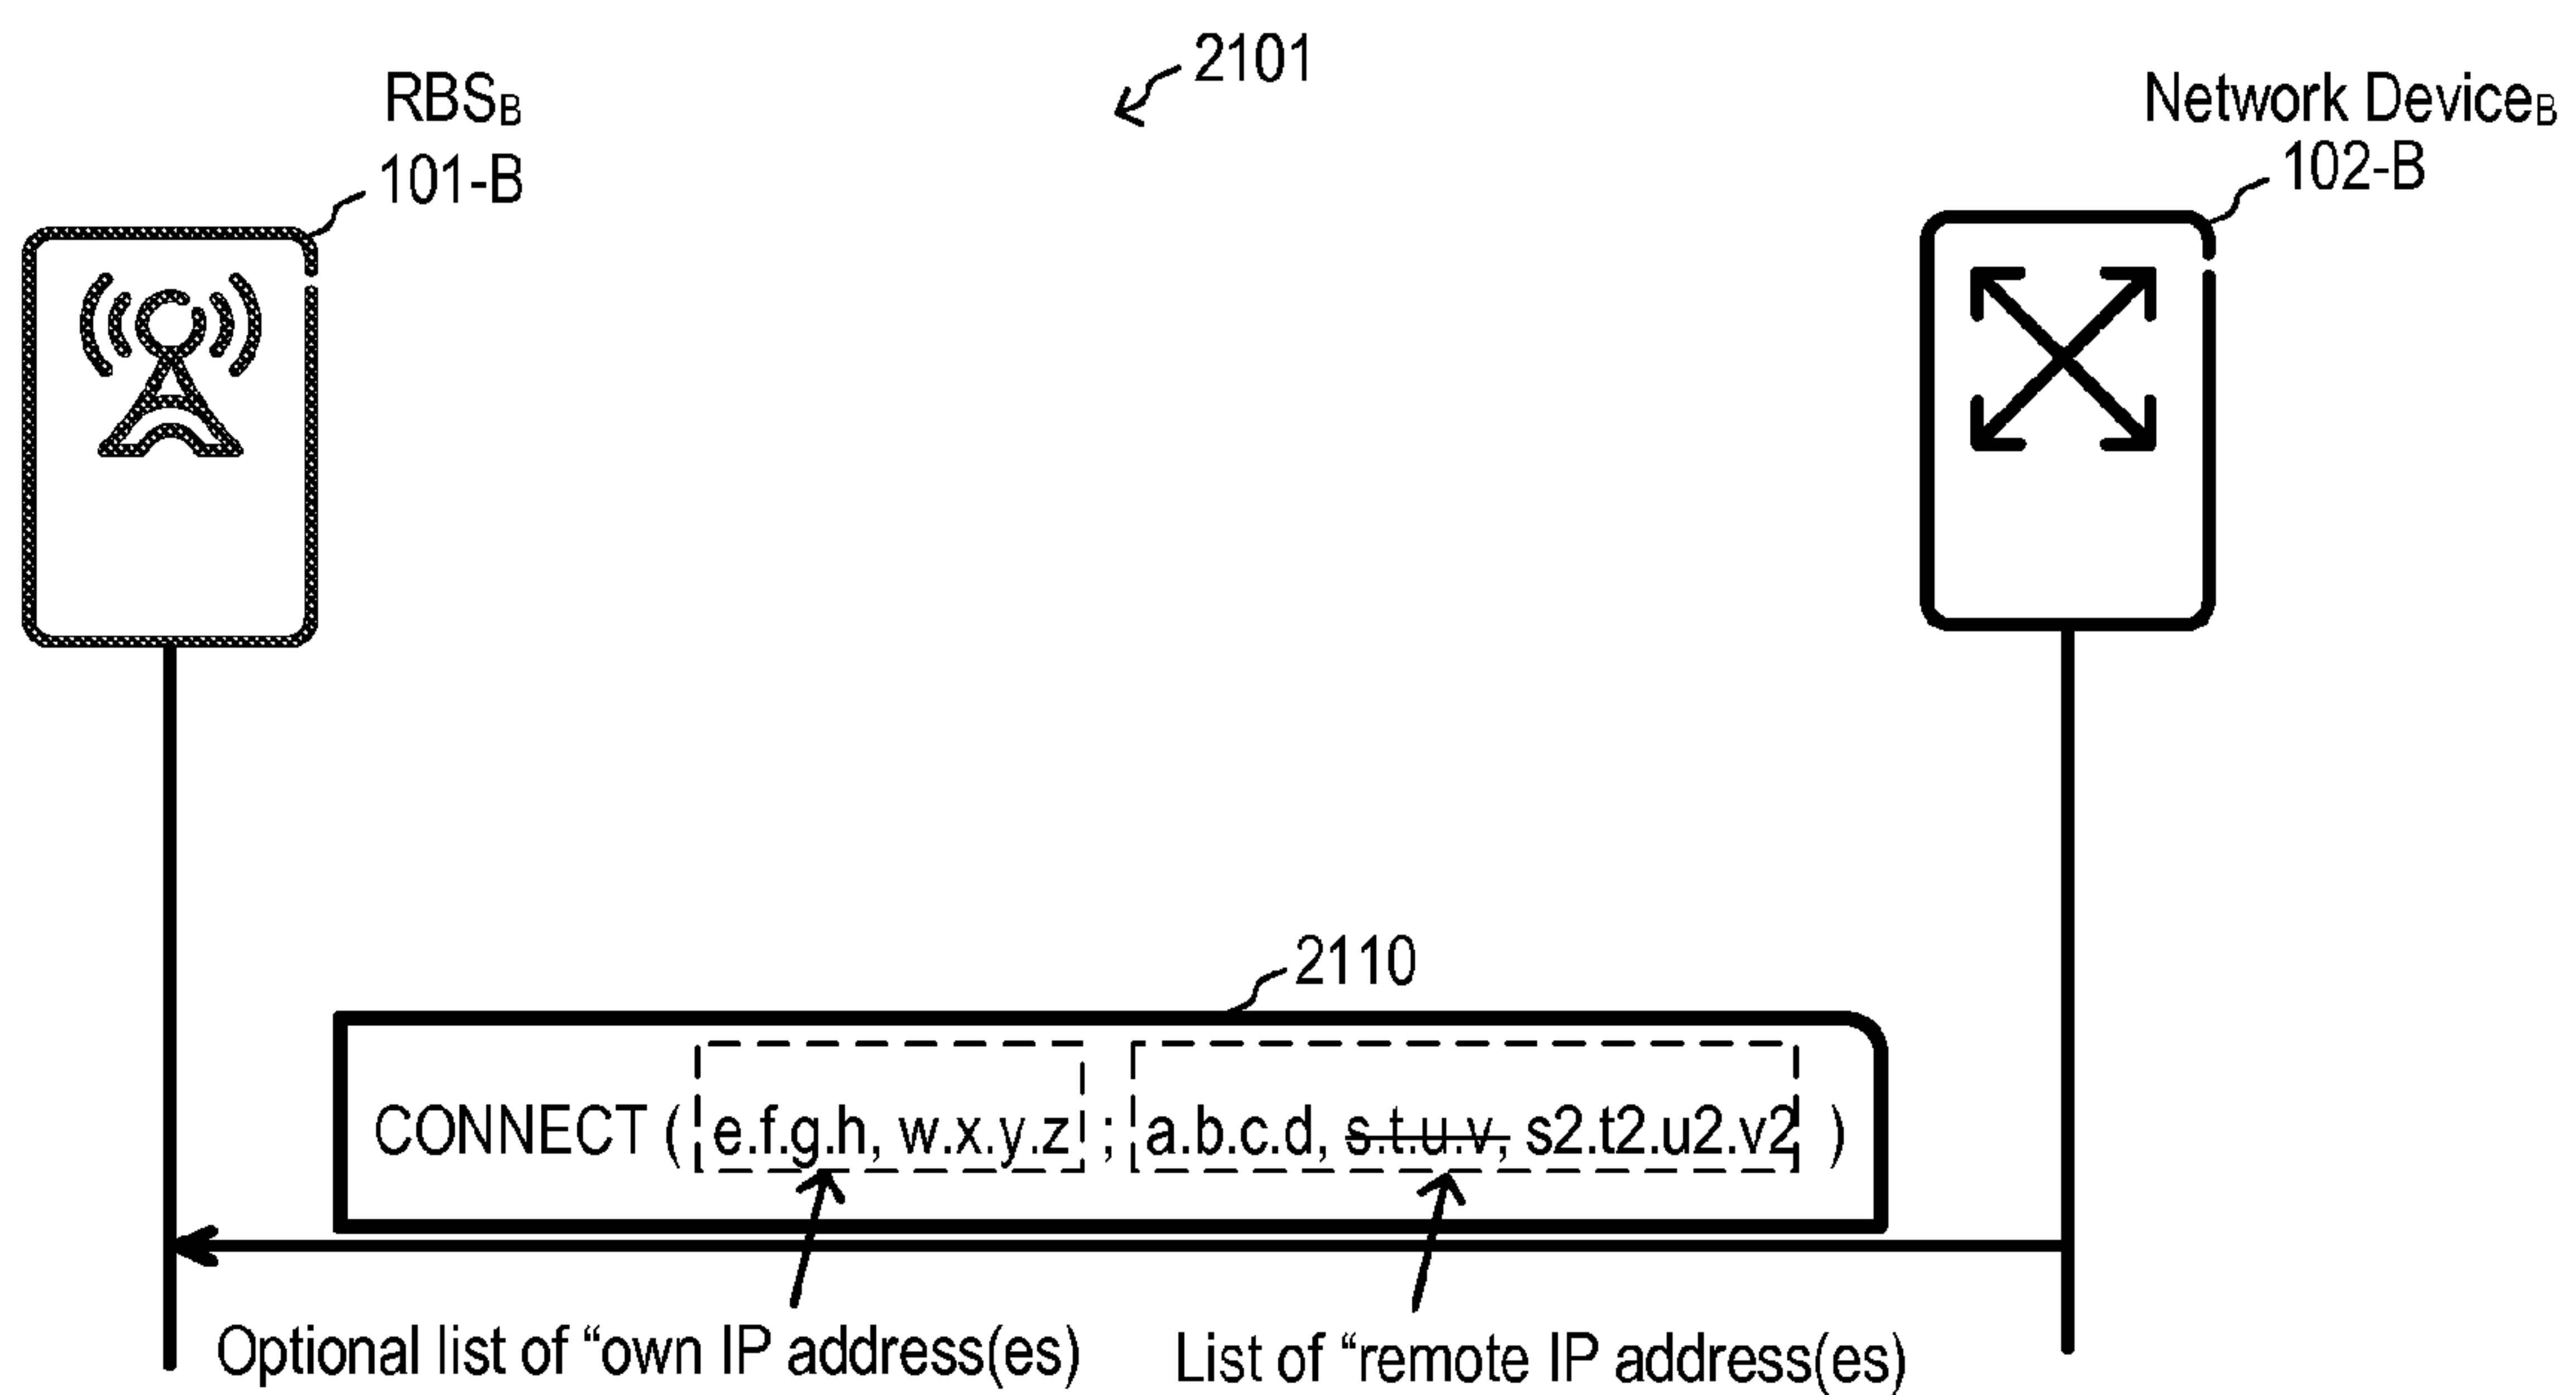 2101
RBSB
101-B
Network DeviceB
102-B
2110
CONNECT ( e.f.g.h, w.x.y.z ; a.b.c.d, s.t.u.v, s2.t2.u2.v2 )
Optional list of “own IP address(es)
List of “remote IP address(es)